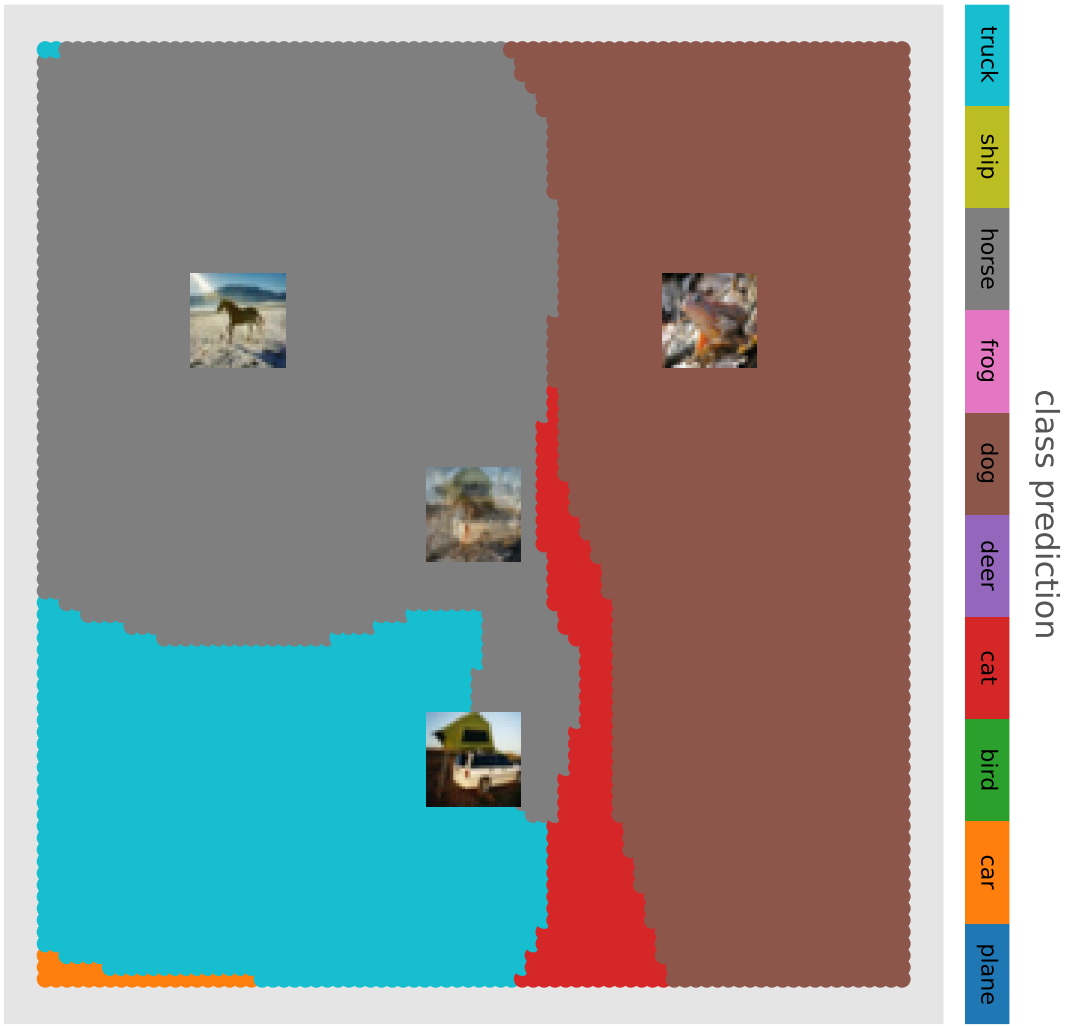 truck
ship
horse
frog
dog
deer
cat
bird
car
plane
class prediction